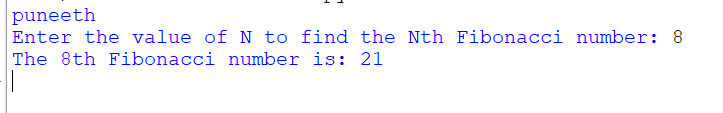 puneeth
Enter the value of N to find the Nth Fibonacci number: 8
The 8th Fibonacci number is: 21